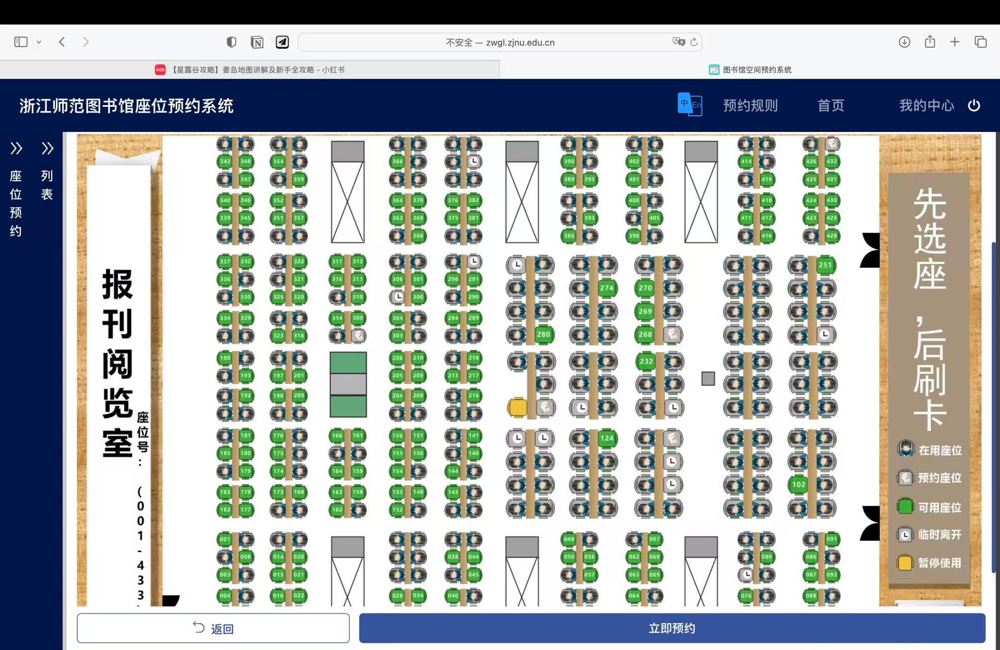 不安全 — zwgl.zjnu.edu.cn
【星露谷攻略】姜岛地图讲解及新手全攻略 - 小红书
图书馆空间预约系统
浙江师范图书馆座位预约系统
中 En
预约规则
首页
我的中心
座位预约
列表
报刊阅览室
座位号：(001-433)
342 348 354 366 390 402 414 426 432
347 359 389 395 401 419 425 431
340 346 352 364 370 376 382 400 418 424 430
339 345 351 357 363 369 375 381 393 405 411 417 423 429
368 386 398 416 428
337 332 322 317 312 251
336 321 316 311 306 301 296 291 274 270
330 325 320 310 300 290 269
334 329 314 309 304 294 289
323 318 303 280 268
190 206 210 218 232
193 197 201 205 209 213 217
192 196 200 204 208 216
181 176 166 161 156 151 141 124
185 180 175 155 150 140
179 174 164 159 154 144 102
183 178 173 168 163 158 153 148 143
182 177 162 152
001 049 067 091
008 014 020 038 044 050 056 062 068 080 086
003 015 021 045 057 063 069 087 093
004 016 022 028 034 040 064 076 088
先选座，后刷卡
在用座位
预约座位
可用座位
临时离开
暂停使用
返回
立即预约